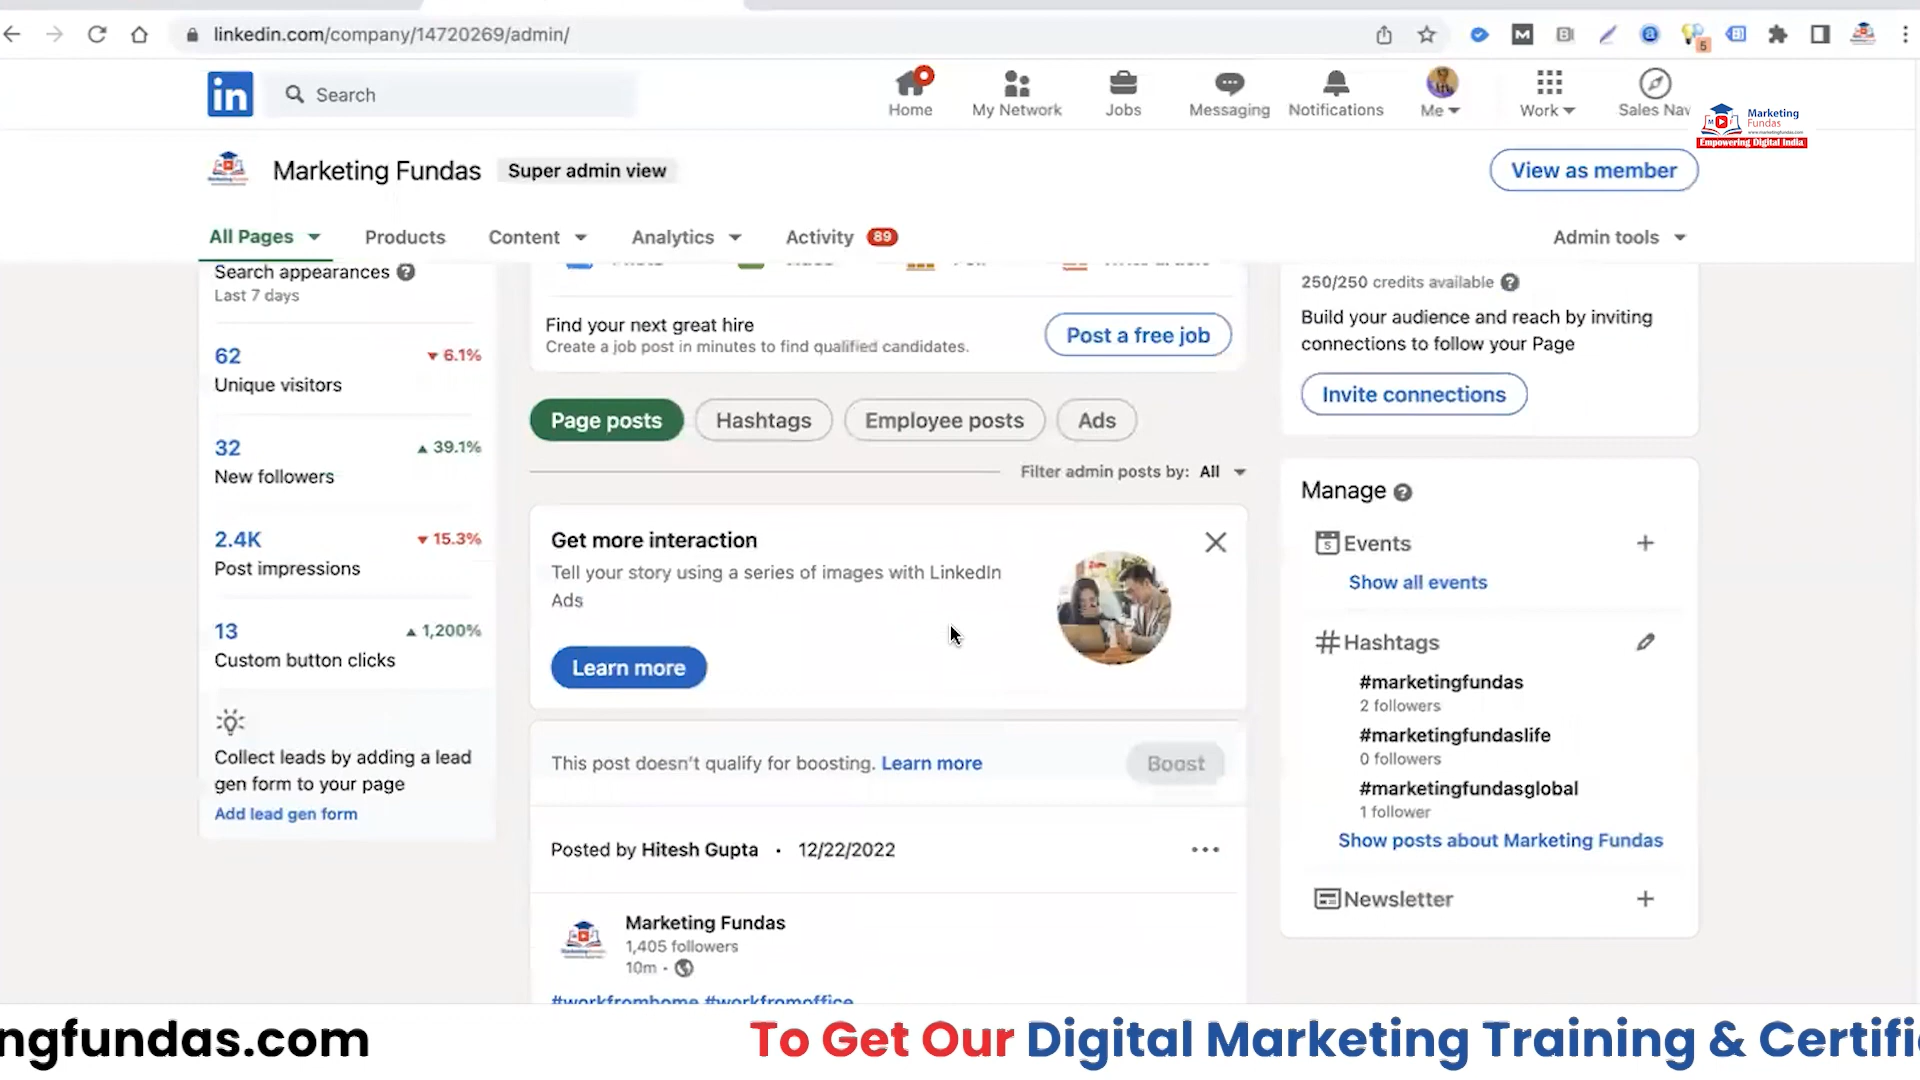 linkedin.com/company/14720269/admin/
5
in
Search
Home
My Network
Jobs
Messaging
Notifications
Me
Work
Sales Nav
Marketing
Fundas
Empowering Digital India
Marketing Fundas
Super admin view
View as member
All Pages
Products
Content
Analytics
Activity
89
Admin tools
Search appearances
Last 7 days
62
6.1%
Unique visitors
32
39.1%
New followers
2.4K
15.3%
Post impressions
13
1,200%
Custom button clicks
Collect leads by adding a lead
gen form to your page
Add lead gen form
Find your next great hire
Create a job post in minutes to find qualified candidates.
Post a free job
Page posts
Hashtags
Employee posts
Ads
Filter admin posts by: All
Get more interaction
Tell your story using a series of images with LinkedIn
Ads
Learn more
This post doesn't qualify for boosting. Learn more
Boost
Posted by Hitesh Gupta • 12/22/2022
Marketing Fundas
1,405 followers
10m •
#workfromhome #workfromoffice
250/250 credits available
Build your audience and reach by inviting
connections to follow your Page
Invite connections
Manage
Events
Show all events
Hashtags
#marketingfundas
2 followers
#marketingfundaslife
0 followers
#marketingfundasglobal
1 follower
Show posts about Marketing Fundas
Newsletter
ngfundas.com
To Get Our Digital Marketing Training & Certifi